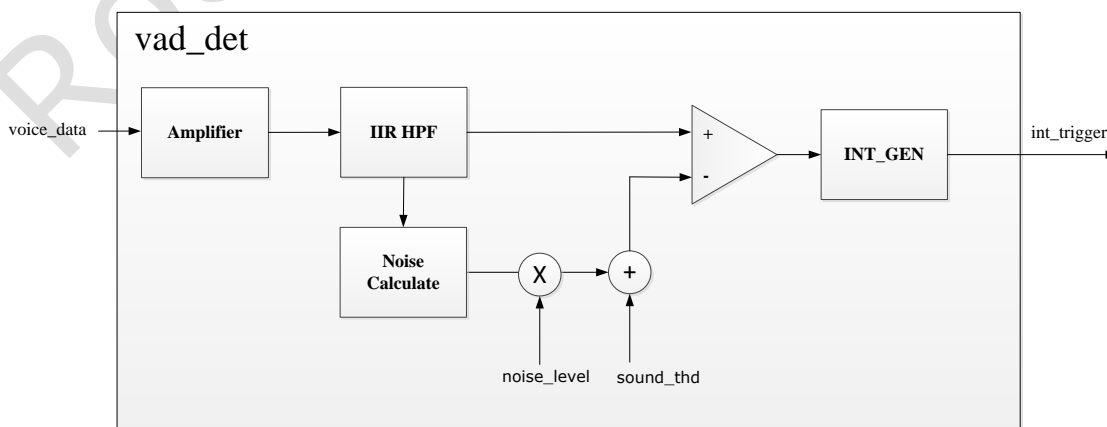 vad_det
voice_data
Amplifier
IIR HPF
+
-
INT_GEN
int_trigger
Noise
Calculate
X
+
noise_level
sound_thd